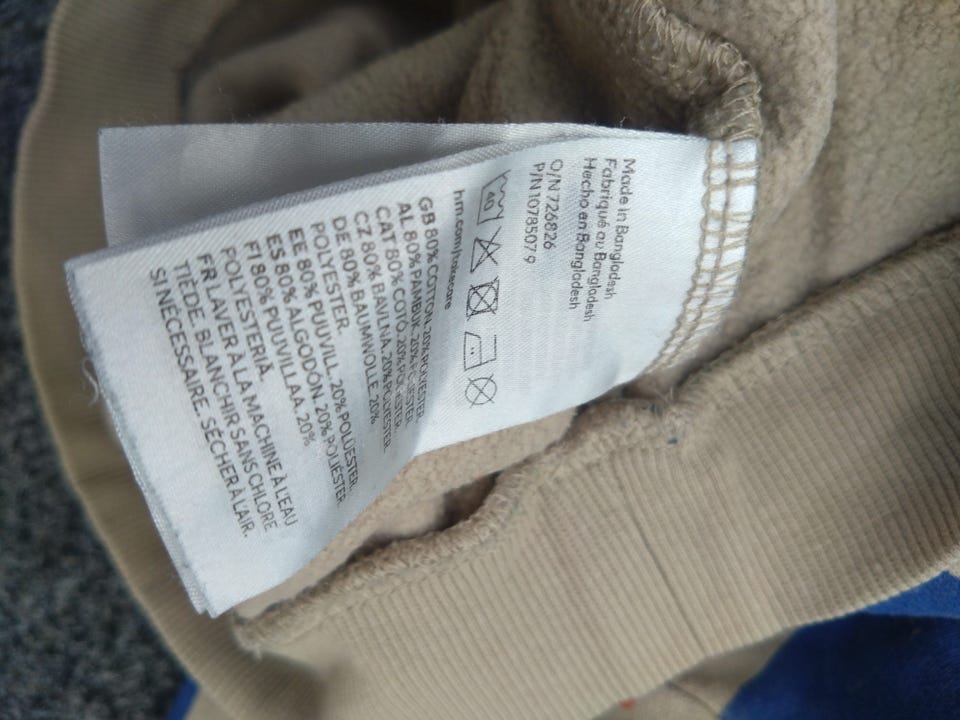 Made in Bangladesh
Fabriqué au Bangladesh
Hecho en Bangladesh
O/N 726826
P/N 10785079
40
hm.com/takecare
GB 80% COTTON. 20% POLYESTER.
AL 80% PAMBUK. 20% POLIESTER.
CAT 80% COTÓ. 20% POLIÈSTER.
CZ 80% BAVLNA. 20% POLYESTER.
DE 80% BAUMWOLLE. 20%
POLYESTER.
EE 80% PUUVILL. 20% POLÜESTER.
ES 80% ALGODÓN. 20% POLIÉSTER.
FI 80% PUUVILLAA. 20%
POLYESTERIÄ.
FR LAVER À LA MACHINE À L'EAU
TIÈDE. BLANCHIR SANS CHLORE
SI NÉCESSAIRE. SÉCHER À L'AIR.